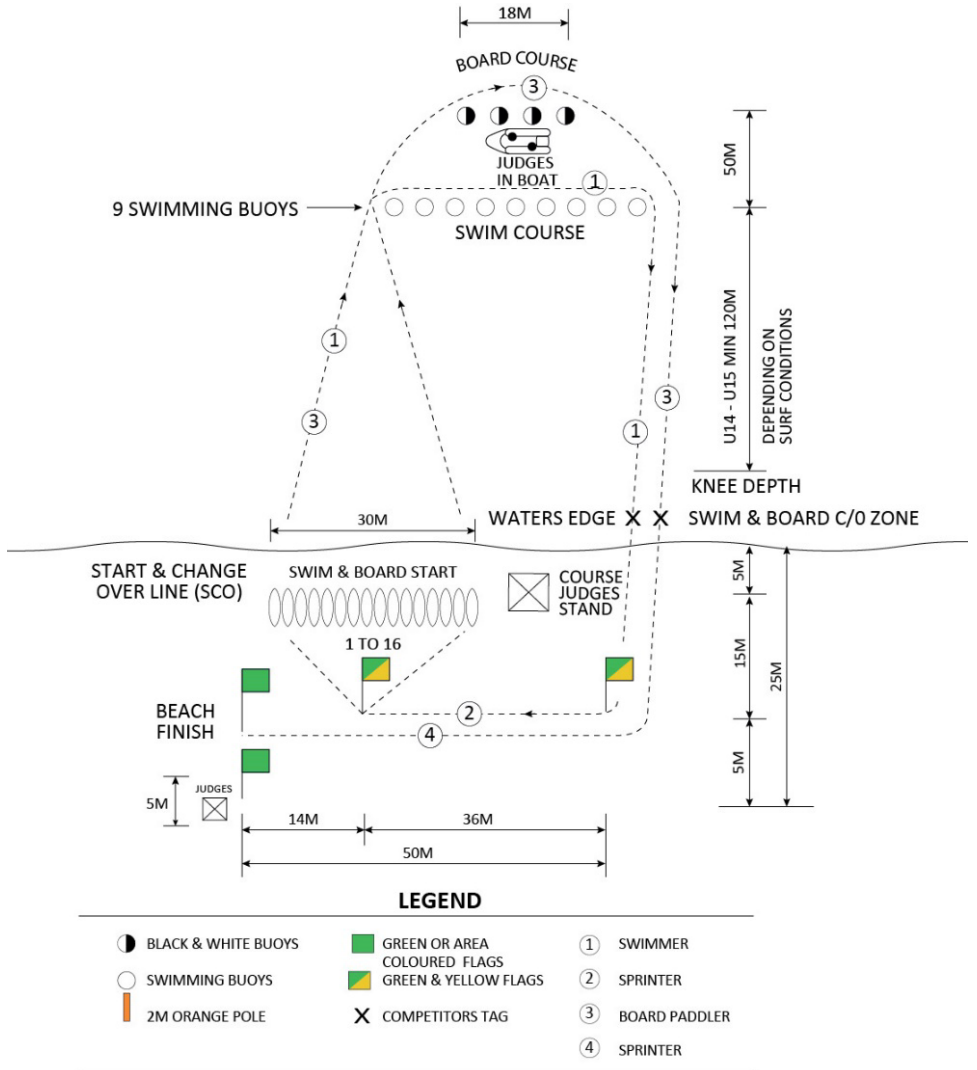 18M
BOARD COURSE
3
JUDGES
IN BOAT
50M
1
9 SWIMMING BUOYS
SWIM COURSE
1
3
1
3
U14 - U15 MIN 120M
DEPENDING ON
SURF CONDITIONS
KNEE DEPTH
30M
WATERS EDGE X X SWIM & BOARD C/0 ZONE
START & CHANGE
OVER LINE (SCO)
SWIM & BOARD START
COURSE
JUDGES
STAND
5M
1 TO 16
15M
25M
BEACH
FINISH
2
4
5M
JUDGES
5M
14M
36M
50M
LEGEND
BLACK & WHITE BUOYS
SWIMMING BUOYS
2M ORANGE POLE
GREEN OR AREA
COLOURED FLAGS
GREEN & YELLOW FLAGS
X COMPETITORS TAG
1 SWIMMER
2 SPRINTER
3 BOARD PADDLER
4 SPRINTER